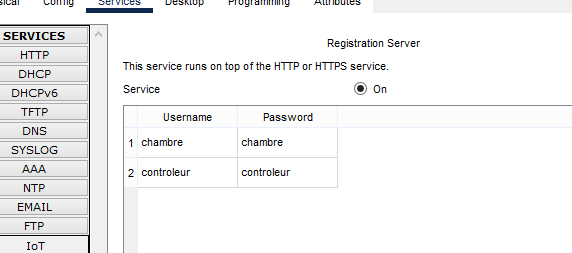 sical Config Services Desktop Programming Attributes
SERVICES
HTTP
DHCP
DHCPv6
TFTP
DNS
SYSLOG
AAA
NTP
EMAIL
FTP
IoT
Registration Server
This service runs on top of the HTTP or HTTPS service.
Service On
Username Password
1 chambre chambre
2 controleur controleur